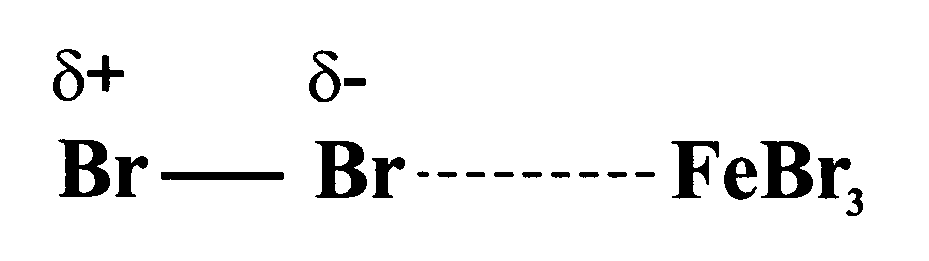 δ+ δ-
Br — Br --------- FeBr₃